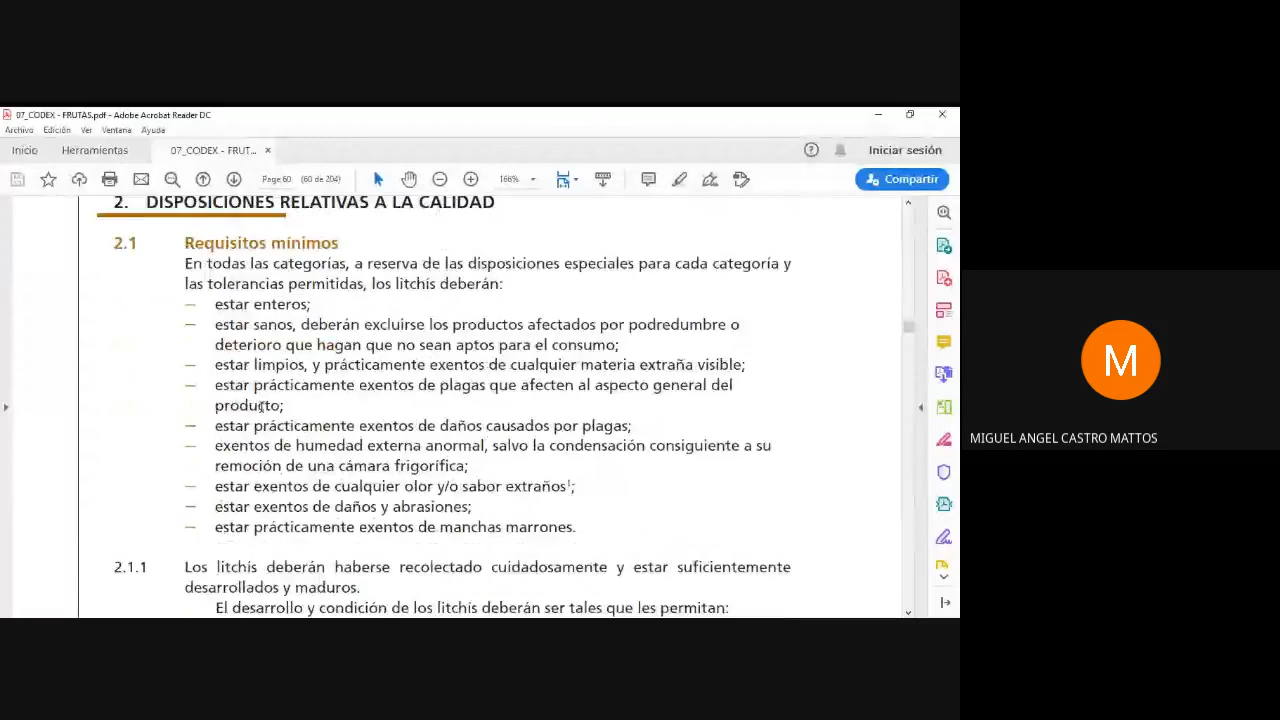 07_CODEX - FRUTAS.pdf - Adobe Acrobat Reader DC
Archivo Edición Ver Ventana Ayuda
Inicio Herramientas 07_CODEX - FRUT... × Iniciar sesión
Page 60 (60 de 204) 166% Compartir
2. DISPOSICIONES RELATIVAS A LA CALIDAD
2.1 Requisitos mínimos
En todas las categorías, a reserva de las disposiciones especiales para cada categoría y
las tolerancias permitidas, los litchis deberán:
— estar enteros;
— estar sanos, deberán excluirse los productos afectados por podredumbre o
deterioro que hagan que no sean aptos para el consumo;
— estar limpios, y prácticamente exentos de cualquier materia extraña visible;
— estar prácticamente exentos de plagas que afecten al aspecto general del
producto;
— estar prácticamente exentos de daños causados por plagas;
— exentos de humedad externa anormal, salvo la condensación consiguiente a su
remoción de una cámara frigorífica;
— estar exentos de cualquier olor y/o sabor extraños¹;
— estar exentos de daños y abrasiones;
— estar prácticamente exentos de manchas marrones.
2.1.1 Los litchis deberán haberse recolectado cuidadosamente y estar suficientemente
desarrollados y maduros.
El desarrollo y condición de los litchis deberán ser tales que les permitan:
M
MIGUEL ANGEL CASTRO MATTOS